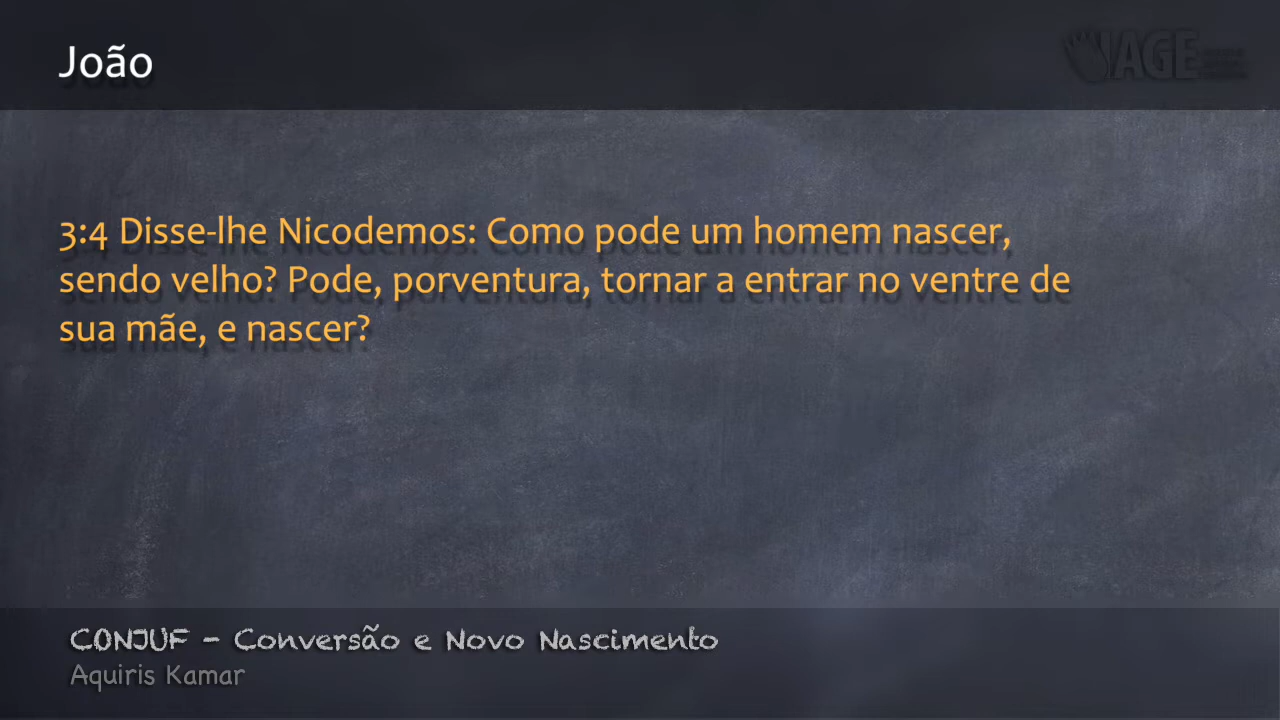 João
IAGE
3:4 Disse-lhe Nicodemos: Como pode um homem nascer,
sendo velho? Pode, porventura, tornar a entrar no ventre de
sua mãe, e nascer?
CONJUF - Conversão e Novo Nascimento
Aquiris Kamar